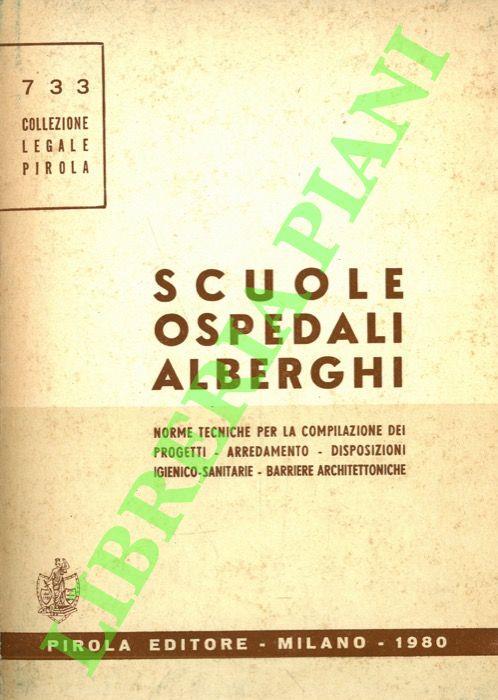 733
COLLEZIONE
LEGALE
PIROLA
SCUOLE
OSPEDALI
ALBERGHI
NORME TECNICHE PER LA COMPILAZIONE DEI
PROGETTI - ARREDAMENTO - DISPOSIZIONI
IGIENICO-SANITARIE - BARRIERE ARCHITETTONICHE
PIROLA EDITORE - MILANO - 1980
LIBRERIA PIANI